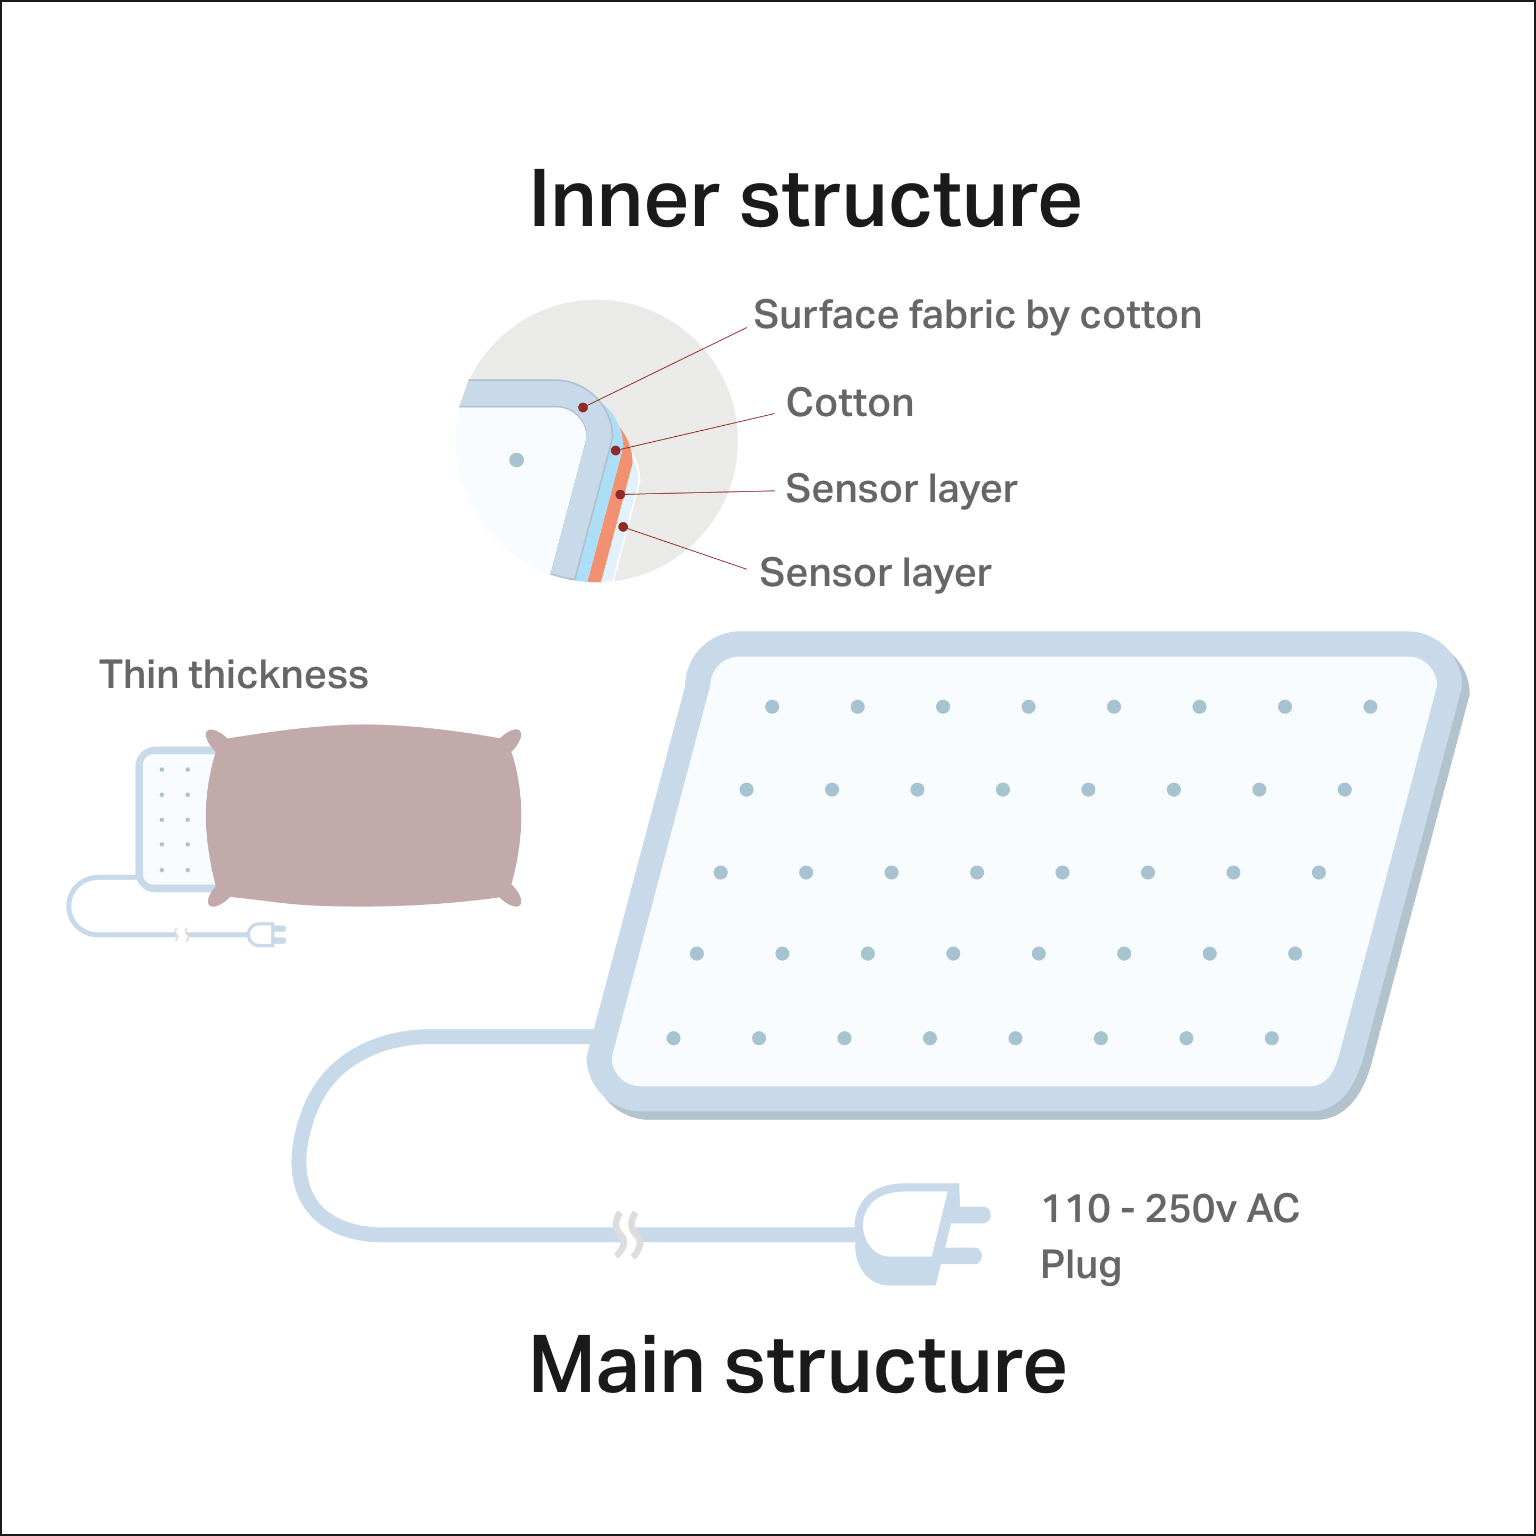 Inner structure
Surface fabric by cotton
Cotton
Sensor layer
Sensor layer
Thin thickness
110 - 250v AC
Plug
Main structure